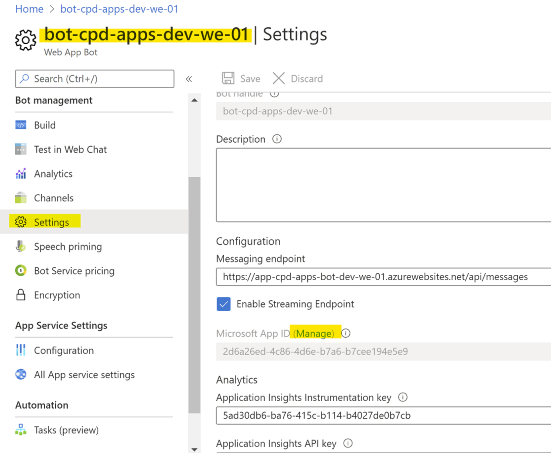 Home > bot-cpd-apps-dev-we-01
bot-cpd-apps-dev-we-01 | Settings
Web App Bot
Search (Ctrl+/)
«
Save
Discard
Bot management
Build
Test in Web Chat
Analytics
Channels
Settings
Speech priming
Bot Service pricing
Encryption
App Service Settings
Configuration
All App service settings
Automation
Tasks (preview)
Bot handle
bot-cpd-apps-dev-we-01
Description
Configuration
Messaging endpoint
https://app-cpd-apps-bot-dev-we-01.azurewebsites.net/api/messages
Enable Streaming Endpoint
Microsoft App ID (Manage)
2d6a26ed-4c86-4d6e-b7a6-b7cee194e5e9
Analytics
Application Insights Instrumentation key
5ad30db6-ba76-415c-b114-b4027de0b7cb
Application Insights API key